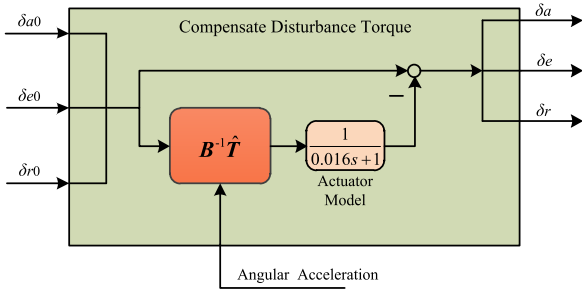 Compensate Disturbance Torque
δa0
δe0
δr0
B⁻¹T̂
1
0.016s+1
Actuator
Model
−
δa
δe
δr
Angular Acceleration